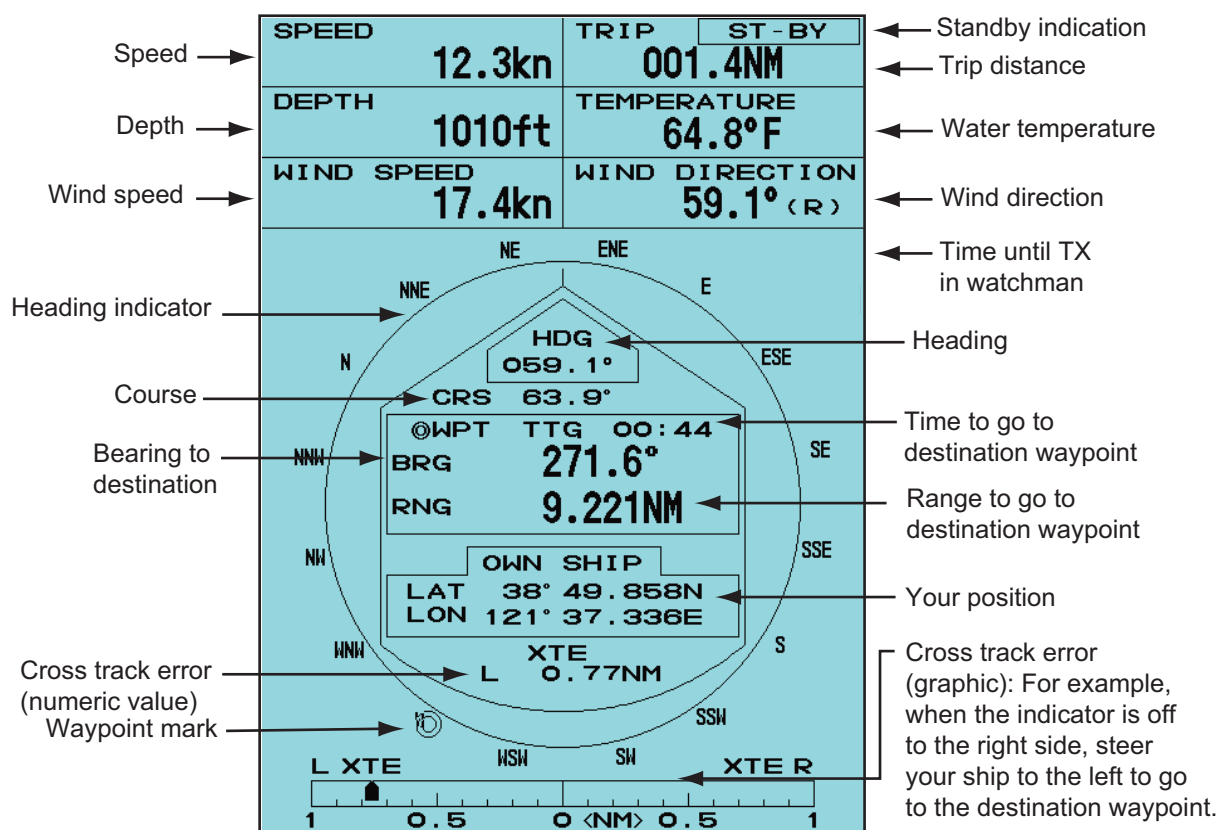 Speed
Depth
Wind speed
Heading indicator
Course
Bearing to
destination
Cross track error
(numeric value)
Waypoint mark
SPEED
12.3kn
TRIP
ST-BY
001.4NM
DEPTH
1010ft
TEMPERATURE
64.8°F
WIND SPEED
17.4kn
WIND DIRECTION
59.1° (R)
NE
ENE
NNE
E
N
ESE
NNW
SE
NW
SSE
WNW
S
SSW
WSW
SW
HDG
059.1°
CRS 63.9°
◎WPT TTG 00:44
BRG 271.6°
RNG 9.221NM
OWN SHIP
LAT 38° 49.858N
LON 121° 37.336E
XTE
L 0.77NM
L XTE
XTE R
1 0.5 0 <NM> 0.5 1
Standby indication
Trip distance
Water temperature
Wind direction
Time until TX
in watchman
Heading
Time to go to
destination waypoint
Range to go to
destination waypoint
Your position
Cross track error
(graphic): For example,
when the indicator is off
to the right side, steer
your ship to the left to go
to the destination waypoint.